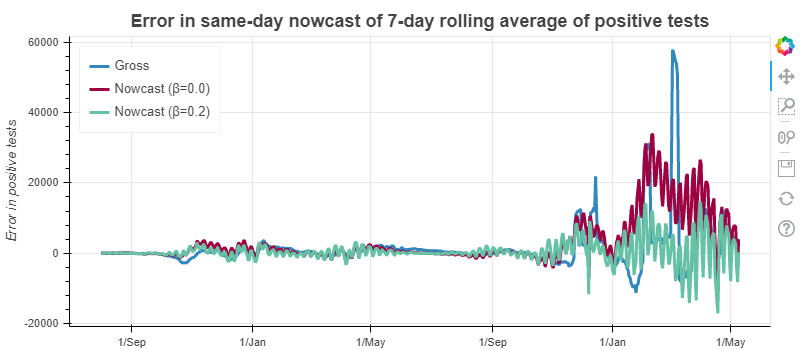 Error in same-day nowcast of 7-day rolling average of positive tests
Gross
Nowcast (β=0.0)
Nowcast (β=0.2)
Error in positive tests
60000
40000
20000
0
-20000
1/Sep
1/Jan
1/May
1/Sep
1/Jan
1/May